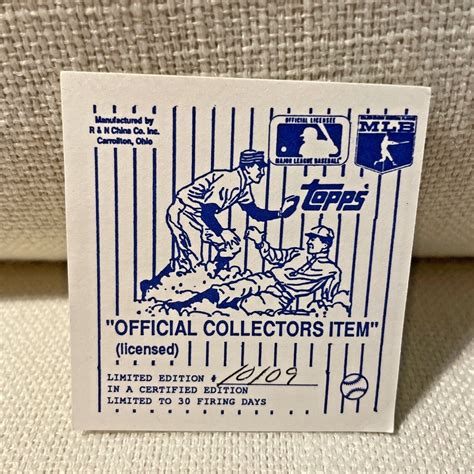 Manufactured by
R & N China Co. Inc.
Carrollton, Ohio
OFFICIAL LICENSEE
MAJOR LEAGUE BASEBALL
MLB
topps
"OFFICIAL COLLECTORS ITEM"
(licensed)
LIMITED EDITION # 10109
IN A CERTIFIED EDITION
LIMITED TO 30 FIRING DAYS